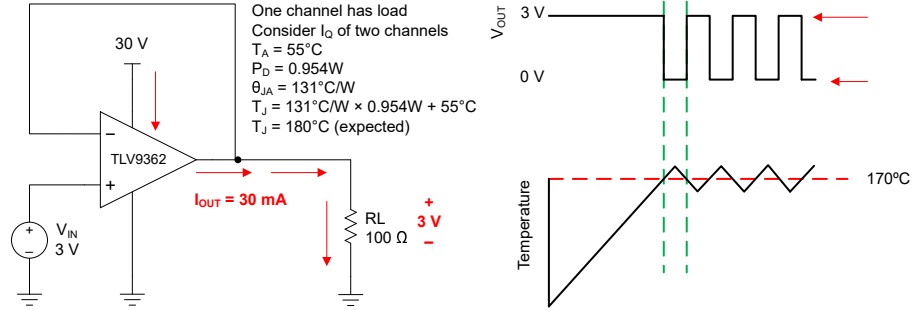 One channel has load
Consider IQ of two channels
TA = 55°C
PD = 0.954W
θJA = 131°C/W
TJ = 131°C/W × 0.954W + 55°C
TJ = 180°C (expected)
30 V
−
TLV9362
+
IOUT = 30 mA
+
VIN
3 V
−
RL
100 Ω
+
3 V
−
VOUT
3 V
0 V
Temperature
170ºC